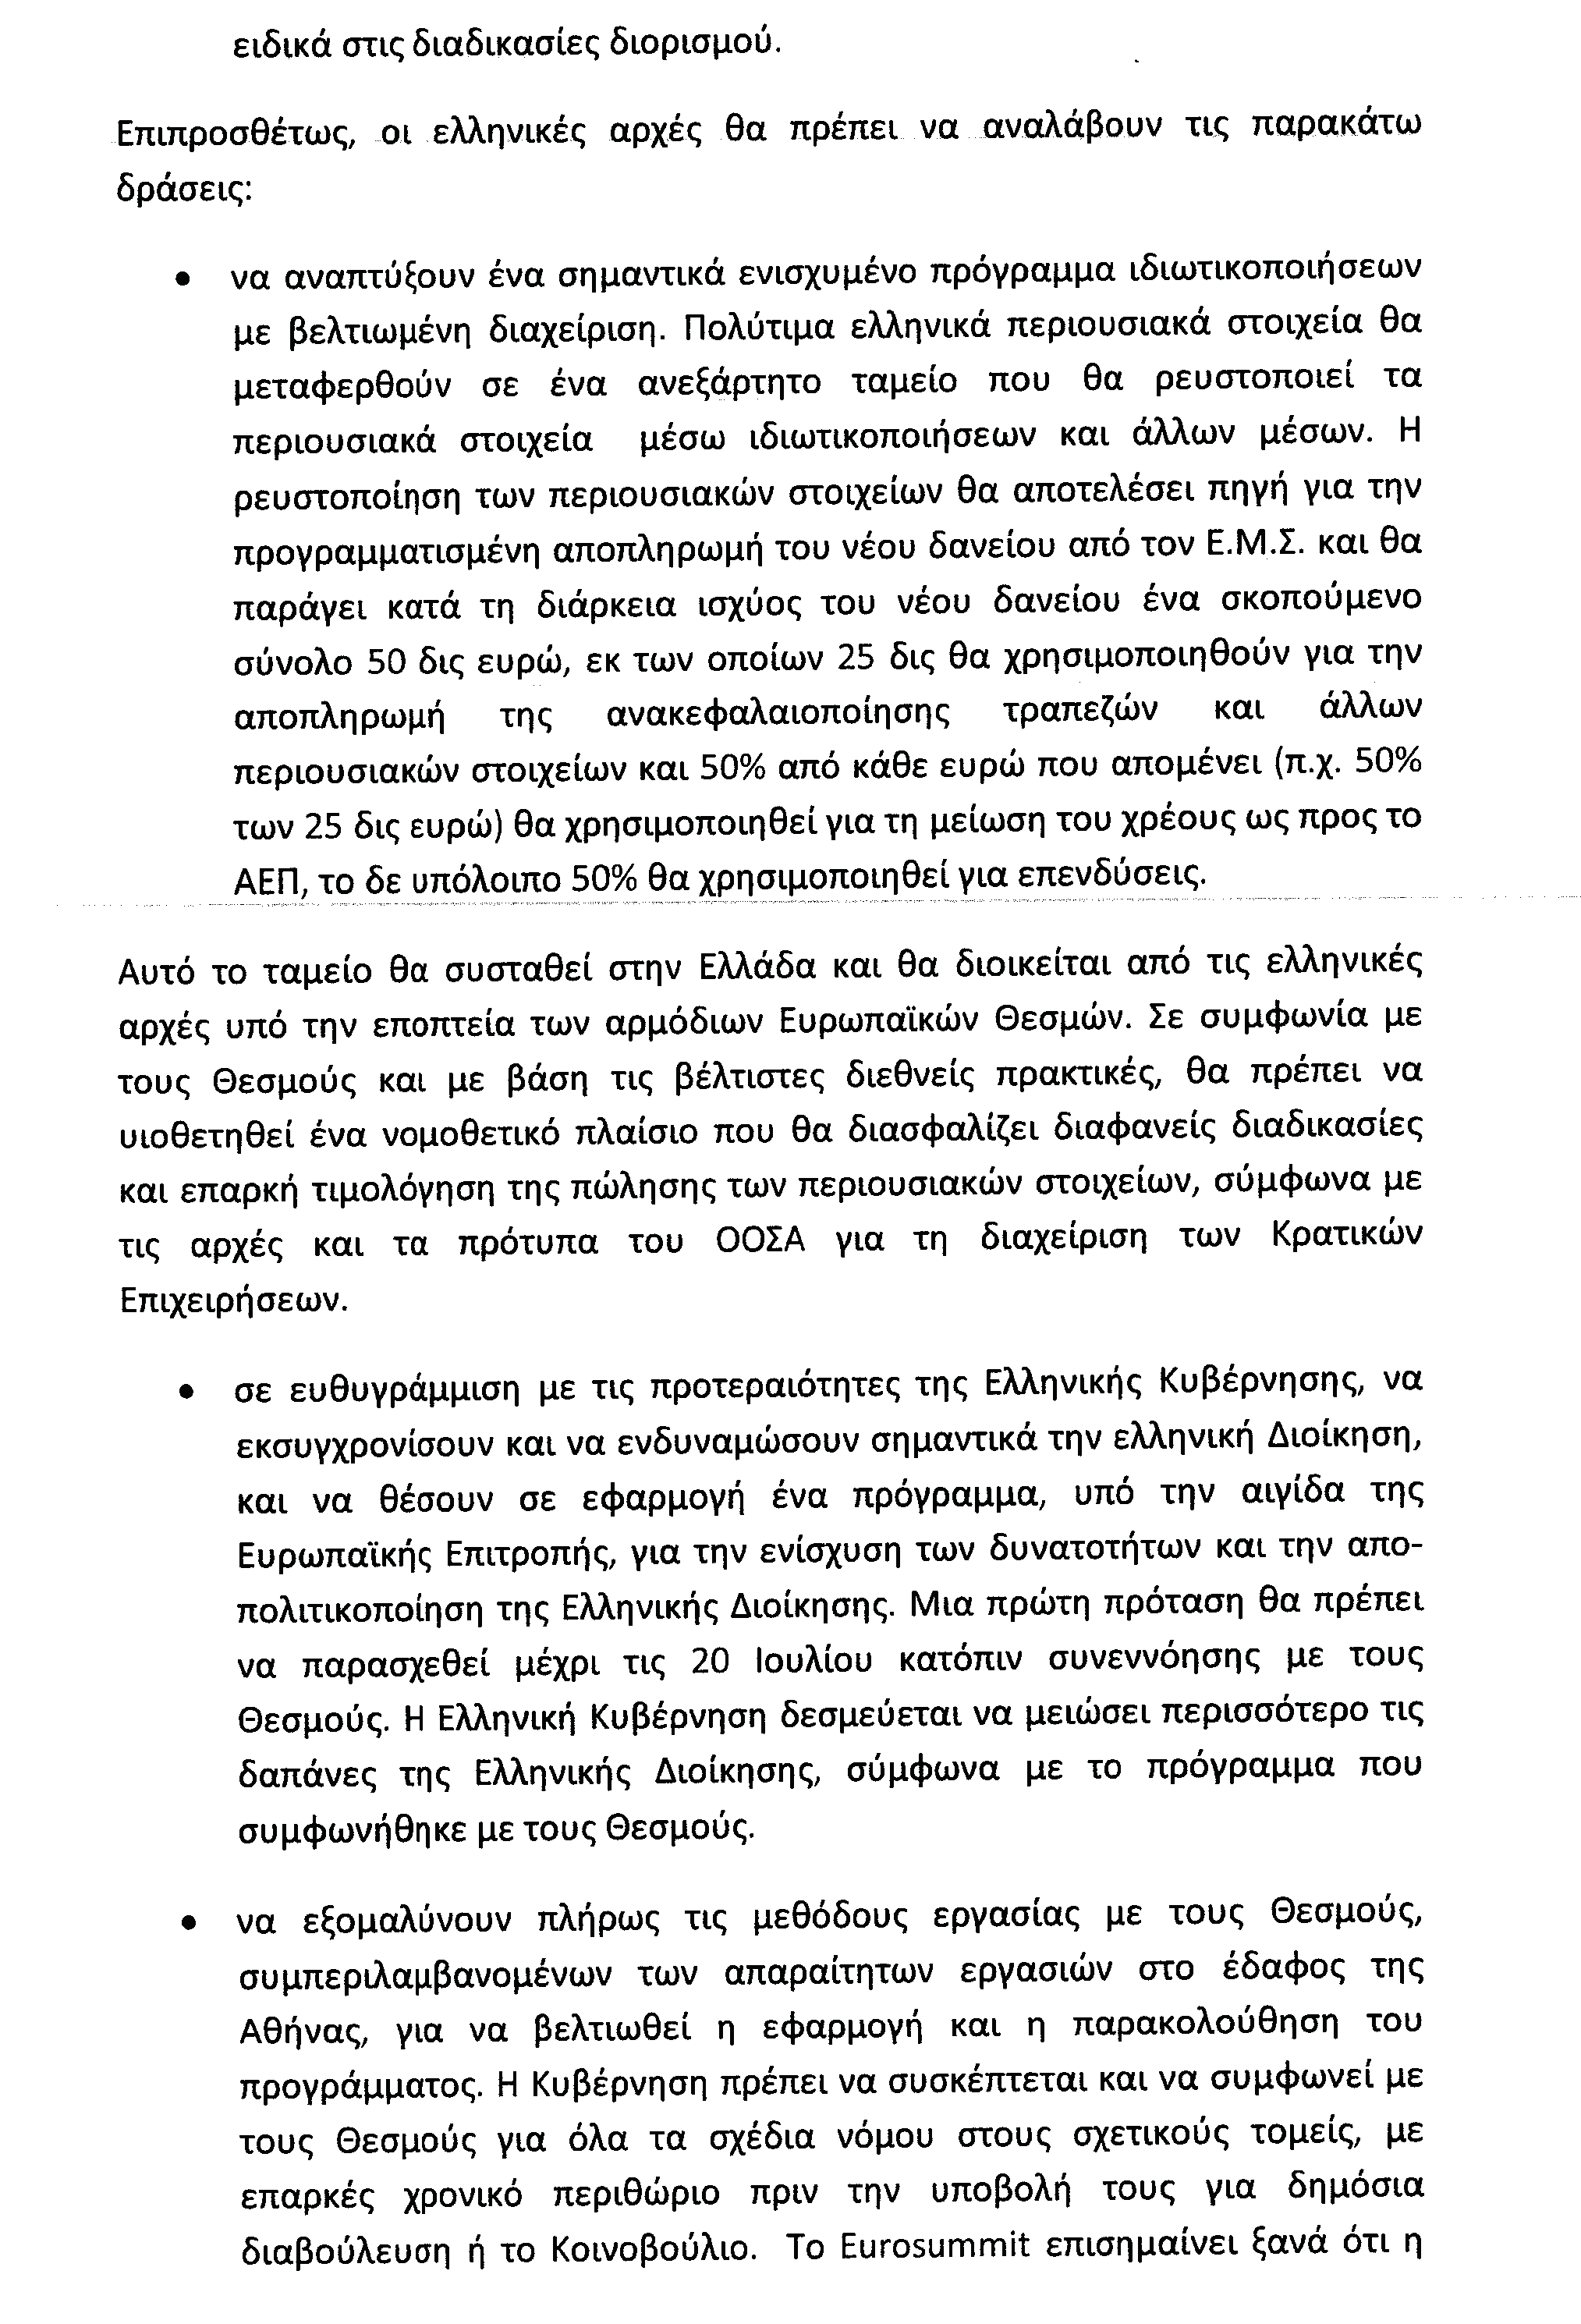 ειδικά στις διαδικασίες διορισμού.
Επιπροσθέτως, οι ελληνικές αρχές θα πρέπει να αναλάβουν τις παρακάτω
δράσεις:
• να αναπτύξουν ένα σημαντικά ενισχυμένο πρόγραμμα ιδιωτικοποιήσεων
με βελτιωμένη διαχείριση. Πολύτιμα ελληνικά περιουσιακά στοιχεία θα
μεταφερθούν σε ένα ανεξάρτητο ταμείο που θα ρευστοποιεί τα
περιουσιακά στοιχεία μέσω ιδιωτικοποιήσεων και άλλων μέσων. Η
ρευστοποίηση των περιουσιακών στοιχείων θα αποτελέσει πηγή για την
προγραμματισμένη αποπληρωμή του νέου δανείου από τον Ε.Μ.Σ. και θα
παράγει κατά τη διάρκεια ισχύος του νέου δανείου ένα σκοπούμενο
σύνολο 50 δις ευρώ, εκ των οποίων 25 δις θα χρησιμοποιηθούν για την
αποπληρωμή της ανακεφαλαιοποίησης τραπεζών και άλλων
περιουσιακών στοιχείων και 50% από κάθε ευρώ που απομένει (π.χ. 50%
των 25 δις ευρώ) θα χρησιμοποιηθεί για τη μείωση του χρέους ως προς το
ΑΕΠ, το δε υπόλοιπο 50% θα χρησιμοποιηθεί για επενδύσεις.
Αυτό το ταμείο θα συσταθεί στην Ελλάδα και θα διοικείται από τις ελληνικές
αρχές υπό την εποπτεία των αρμόδιων Ευρωπαϊκών Θεσμών. Σε συμφωνία με
τους Θεσμούς και με βάση τις βέλτιστες διεθνείς πρακτικές, θα πρέπει να
υιοθετηθεί ένα νομοθετικό πλαίσιο που θα διασφαλίζει διαφανείς διαδικασίες
και επαρκή τιμολόγηση της πώλησης των περιουσιακών στοιχείων, σύμφωνα με
τις αρχές και τα πρότυπα του ΟΟΣΑ για τη διαχείριση των Κρατικών
Επιχειρήσεων.
• σε ευθυγράμμιση με τις προτεραιότητες της Ελληνικής Κυβέρνησης, να
εκσυγχρονίσουν και να ενδυναμώσουν σημαντικά την ελληνική Διοίκηση,
και να θέσουν σε εφαρμογή ένα πρόγραμμα, υπό την αιγίδα της
Ευρωπαϊκής Επιτροπής, για την ενίσχυση των δυνατοτήτων και την απο-
πολιτικοποίηση της Ελληνικής Διοίκησης. Μια πρώτη πρόταση θα πρέπει
να παρασχεθεί μέχρι τις 20 Ιουλίου κατόπιν συνεννόησης με τους
Θεσμούς. Η Ελληνική Κυβέρνηση δεσμεύεται να μειώσει περισσότερο τις
δαπάνες της Ελληνικής Διοίκησης, σύμφωνα με το πρόγραμμα που
συμφωνήθηκε με τους Θεσμούς.
• να εξομαλύνουν πλήρως τις μεθόδους εργασίας με τους Θεσμούς,
συμπεριλαμβανομένων των απαραίτητων εργασιών στο έδαφος της
Αθήνας, για να βελτιωθεί η εφαρμογή και η παρακολούθηση του
προγράμματος. Η Κυβέρνηση πρέπει να συσκέπτεται και να συμφωνεί με
τους Θεσμούς για όλα τα σχέδια νόμου στους σχετικούς τομείς, με
επαρκές χρονικό περιθώριο πριν την υποβολή τους για δημόσια
διαβούλευση ή το Κοινοβούλιο. Το Eurosummit επισημαίνει ξανά ότι η